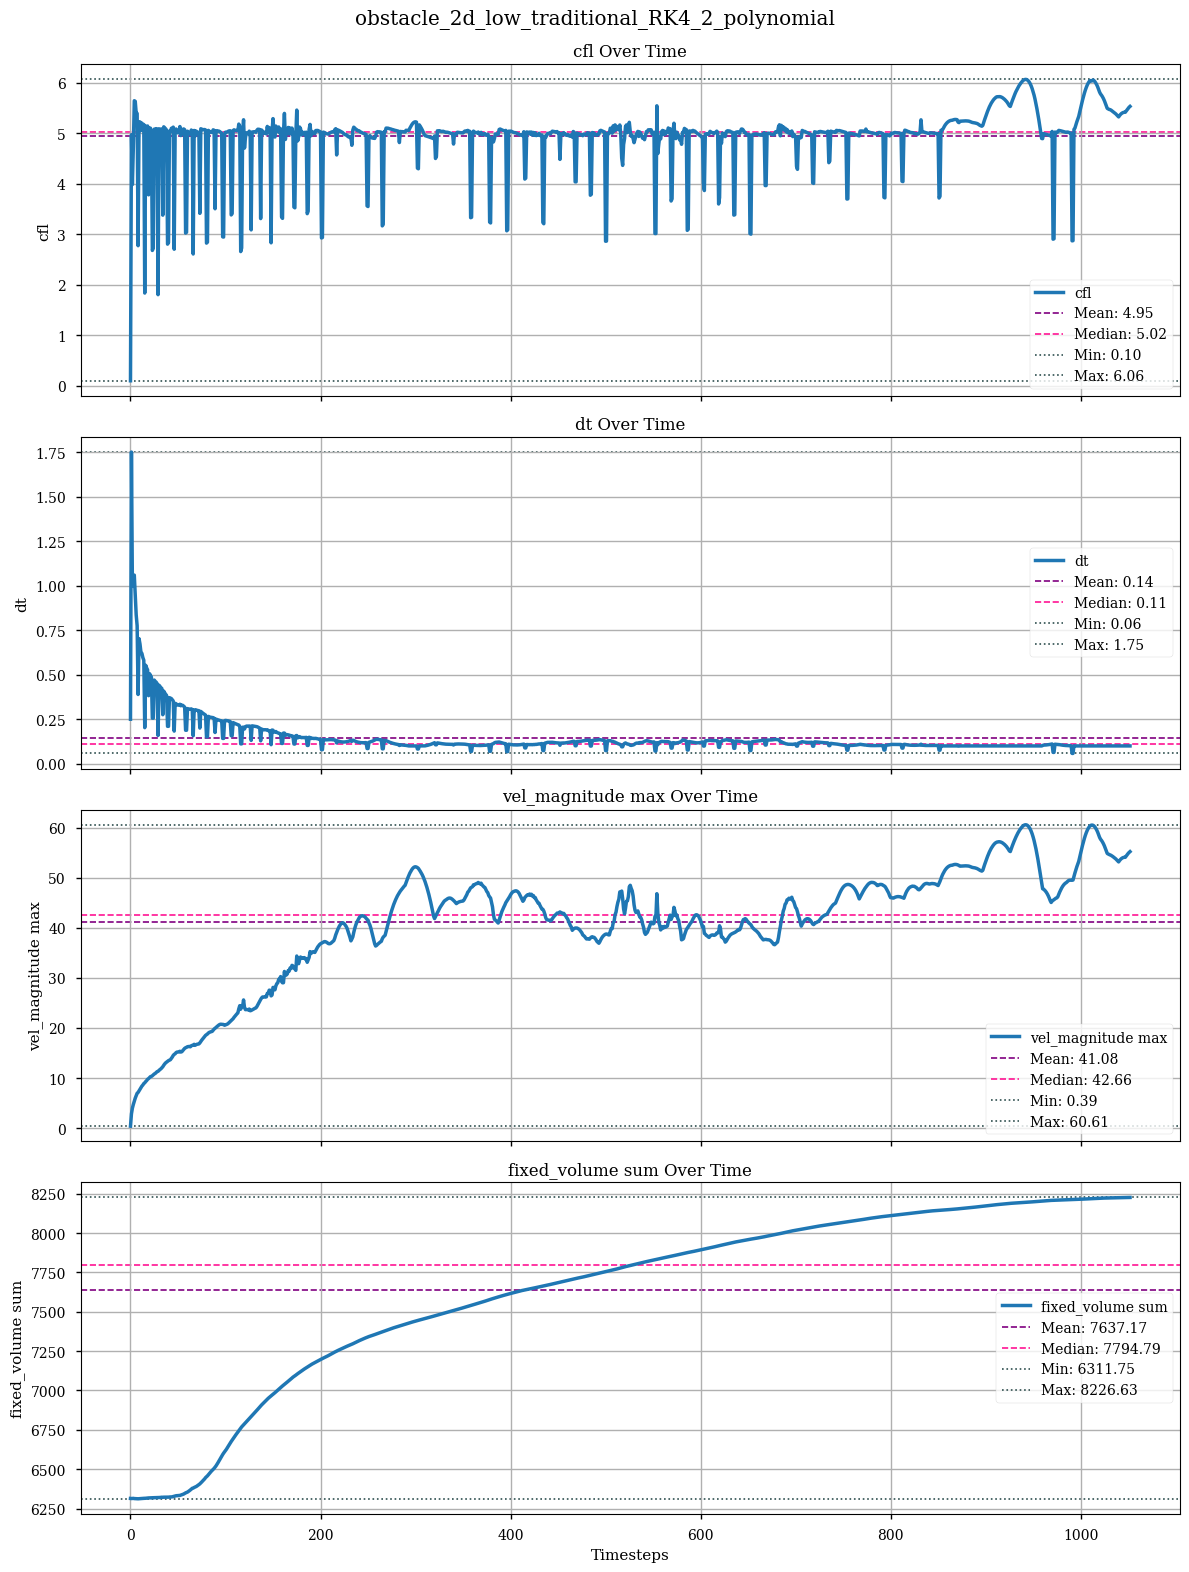 obstacle_2d_low_traditional_RK4_2_polynomial
cfl Over Time
6
5
4
3
2
1
0
cfl
cfl
Mean: 4.95
Median: 5.02
Min: 0.10
Max: 6.06
dt Over Time
1.75
1.50
1.25
1.00
0.75
0.50
0.25
0.00
dt
dt
Mean: 0.14
Median: 0.11
Min: 0.06
Max: 1.75
vel_magnitude max Over Time
60
50
40
30
20
10
0
vel_magnitude max
vel_magnitude max
Mean: 41.08
Median: 42.66
Min: 0.39
Max: 60.61
fixed_volume sum Over Time
8250
8000
7750
7500
7250
7000
6750
6500
6250
fixed_volume sum
fixed_volume sum
Mean: 7637.17
Median: 7794.79
Min: 6311.75
Max: 8226.63
0 200 400 600 800 1000
Timesteps